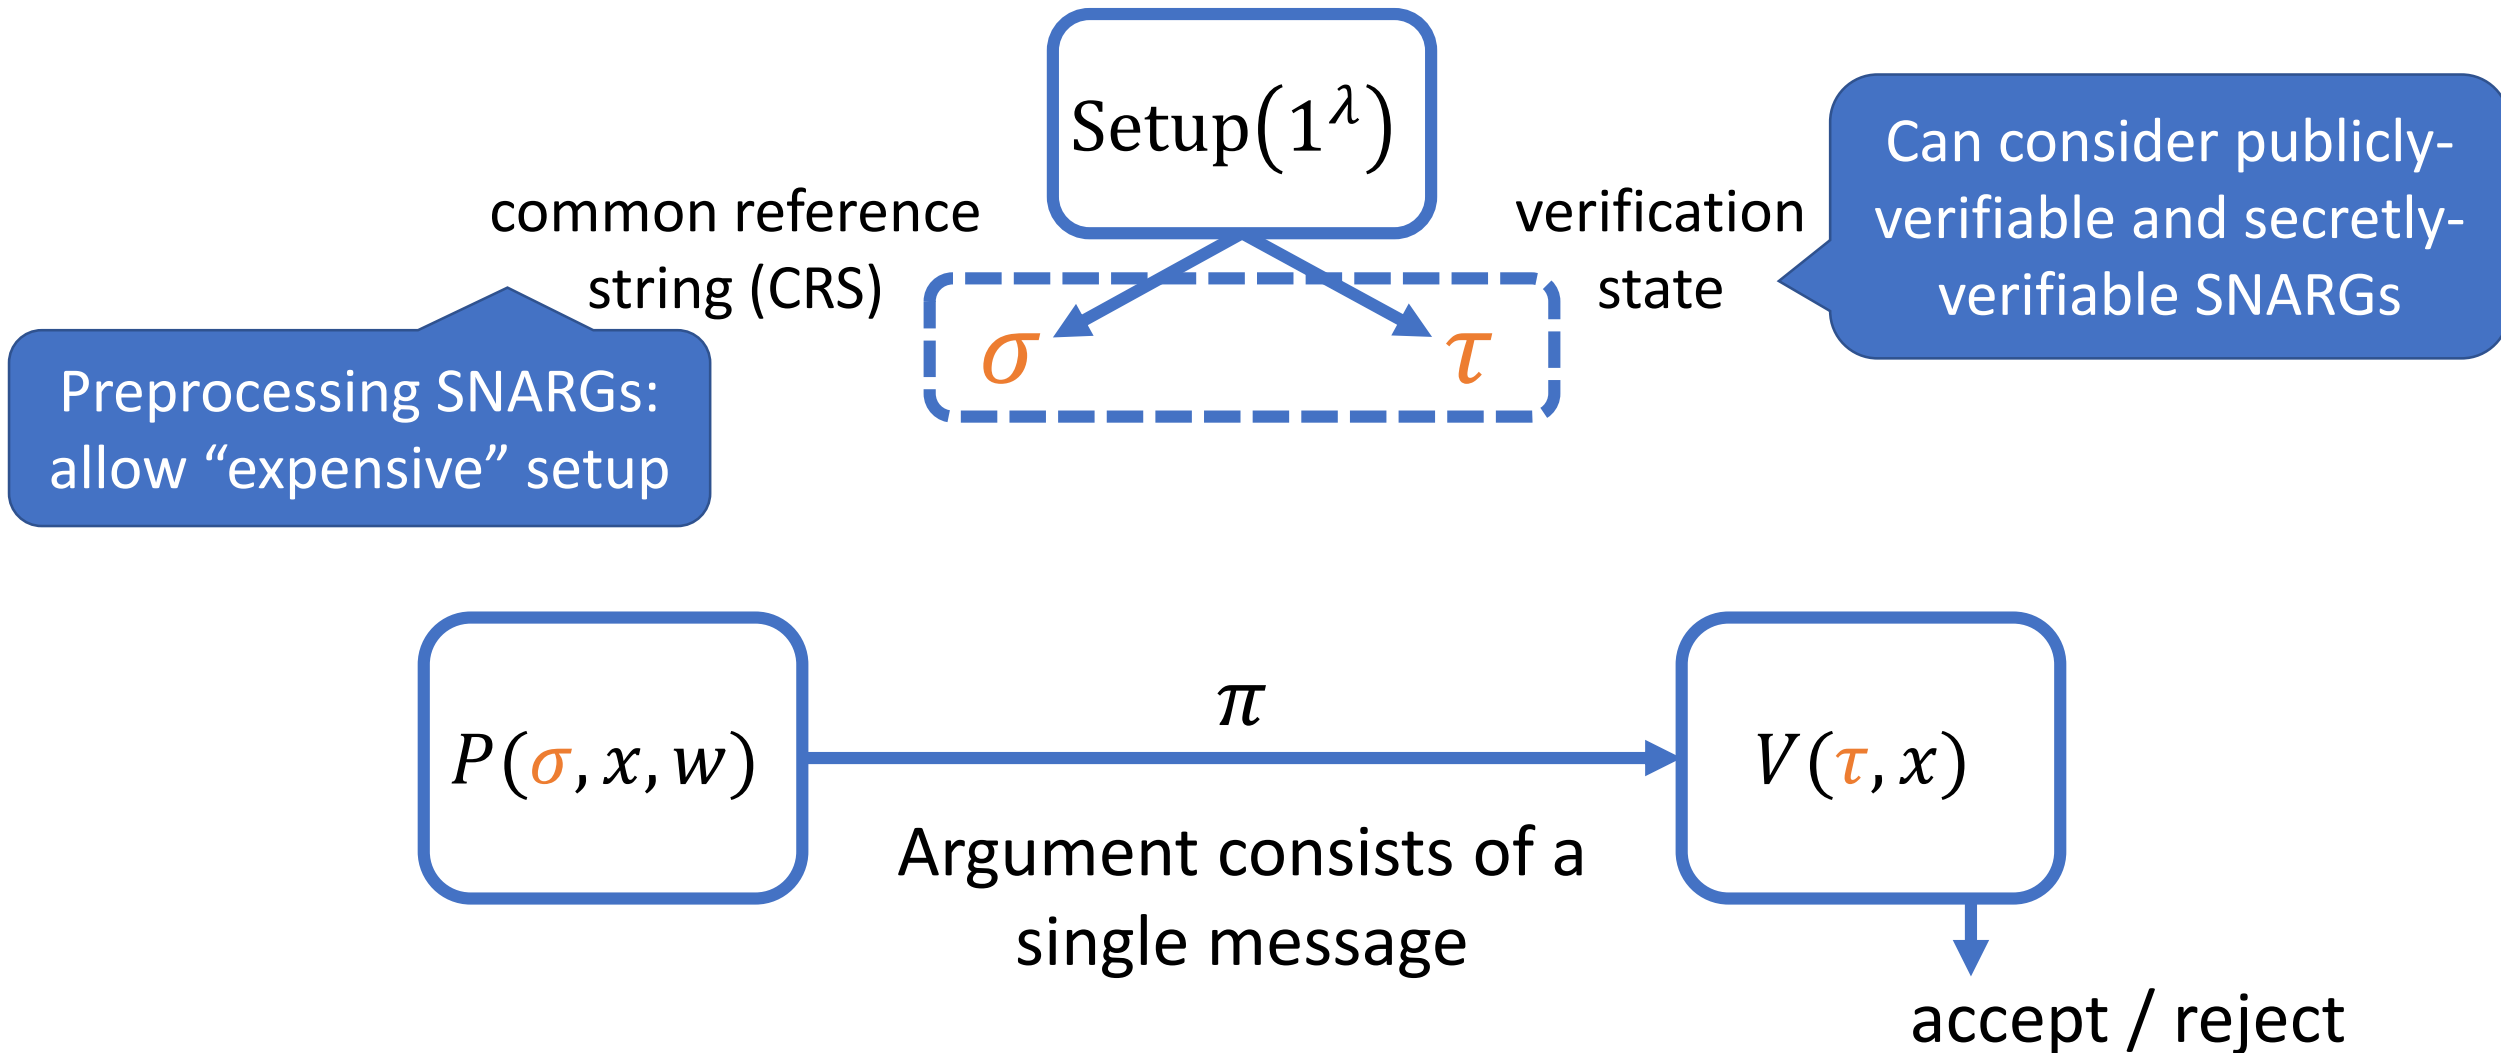 Setup(1^λ)
common reference
string (CRS)
verification
state
Can consider publicly-
verifiable and secretly-
verifiable SNARGs
σ
τ
Preprocessing SNARGs:
allow “expensive” setup
P(σ, x, w)
π
V(τ, x)
Argument consists of a
single message
accept / reject